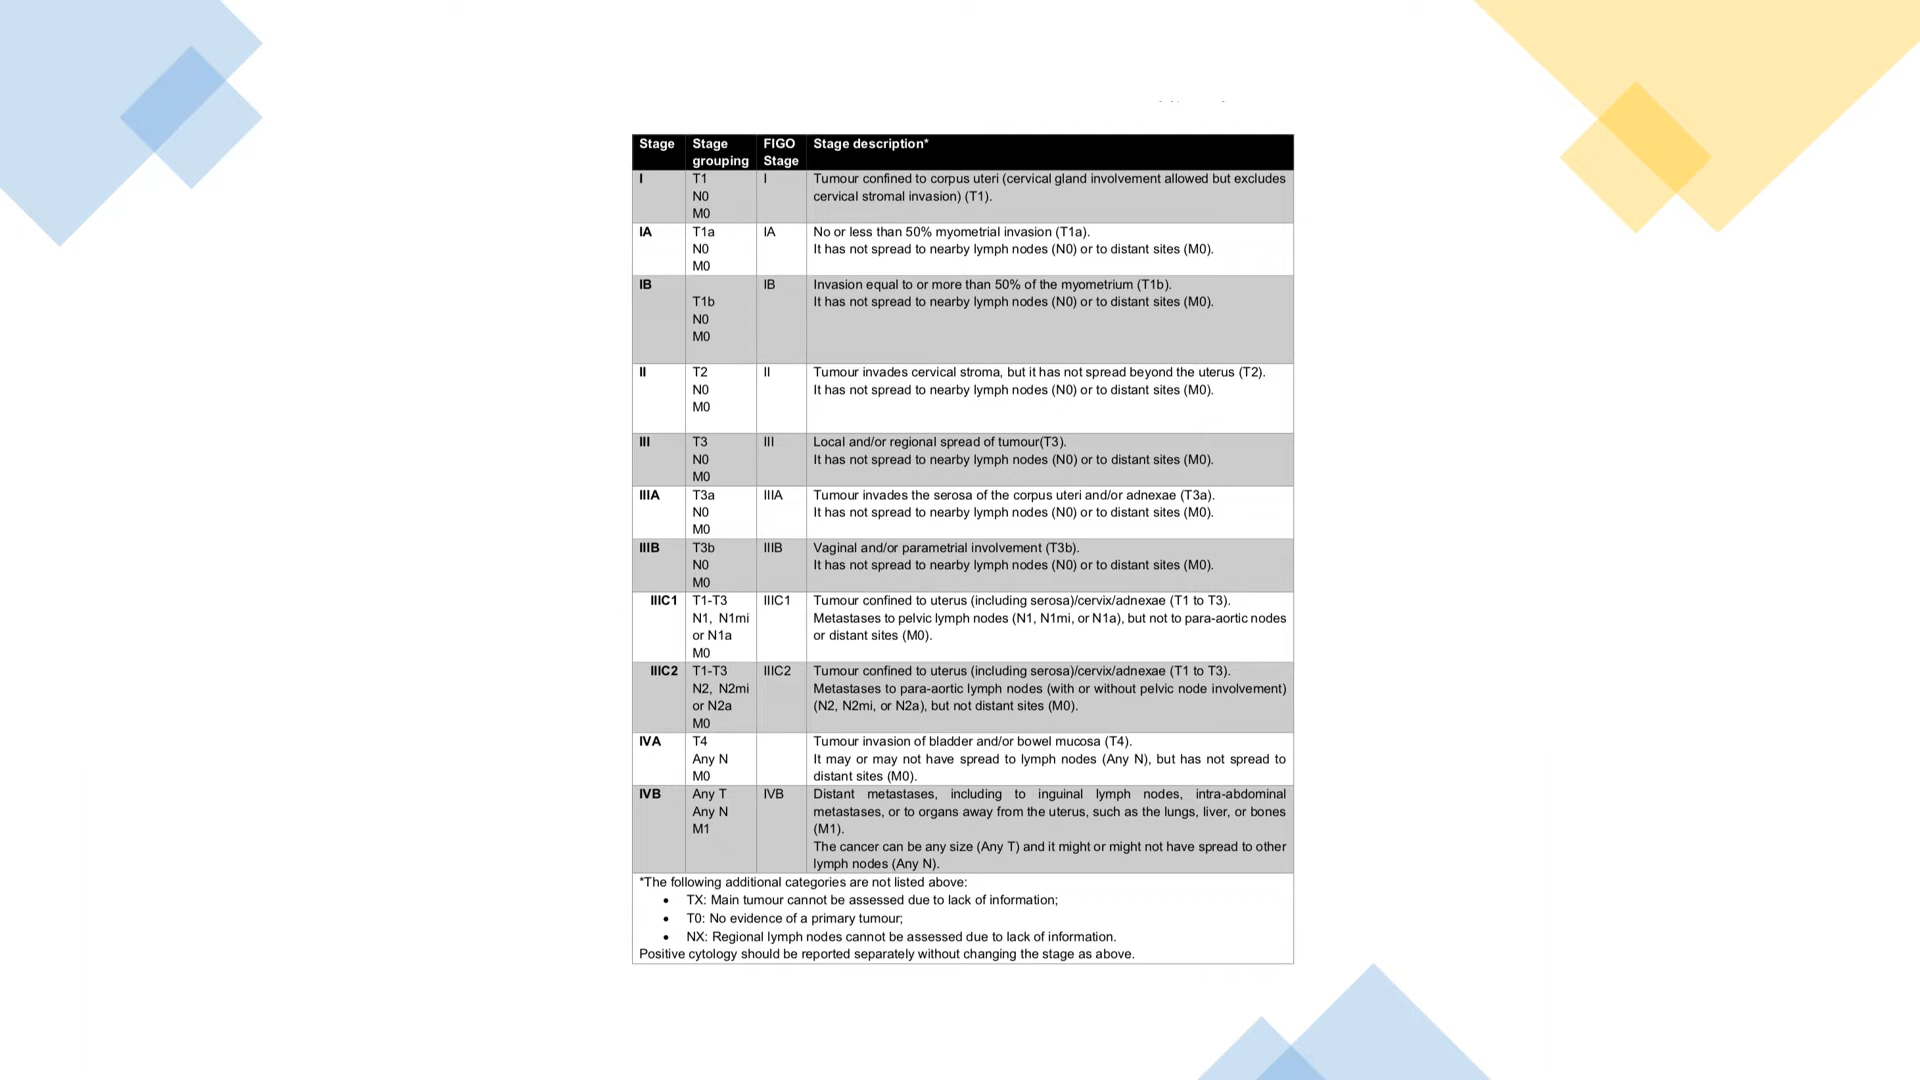 Stage Stage grouping FIGO Stage Stage description*
I T1 I Tumour confined to corpus uteri (cervical gland involvement allowed but excludes
N0 cervical stromal invasion) (T1).
M0
IA T1a IA No or less than 50% myometrial invasion (T1a).
N0 It has not spread to nearby lymph nodes (N0) or to distant sites (M0).
M0
IB IB Invasion equal to or more than 50% of the myometrium (T1b).
T1b It has not spread to nearby lymph nodes (N0) or to distant sites (M0).
N0
M0
II T2 II Tumour invades cervical stroma, but it has not spread beyond the uterus (T2).
N0 It has not spread to nearby lymph nodes (N0) or to distant sites (M0).
M0
III T3 III Local and/or regional spread of tumour(T3).
N0 It has not spread to nearby lymph nodes (N0) or to distant sites (M0).
M0
IIIA T3a IIIA Tumour invades the serosa of the corpus uteri and/or adnexae (T3a).
N0 It has not spread to nearby lymph nodes (N0) or to distant sites (M0).
M0
IIIB T3b IIIB Vaginal and/or parametrial involvement (T3b).
N0 It has not spread to nearby lymph nodes (N0) or to distant sites (M0).
M0
IIIC1 T1-T3 IIIC1 Tumour confined to uterus (including serosa)/cervix/adnexae (T1 to T3).
N1, N1mi Metastases to pelvic lymph nodes (N1, N1mi, or N1a), but not to para-aortic nodes
or N1a or distant sites (M0).
M0
IIIC2 T1-T3 IIIC2 Tumour confined to uterus (including serosa)/cervix/adnexae (T1 to T3).
N2, N2mi Metastases to para-aortic lymph nodes (with or without pelvic node involvement)
or N2a (N2, N2mi, or N2a), but not distant sites (M0).
M0
IVA T4 Tumour invasion of bladder and/or bowel mucosa (T4).
Any N It may or may not have spread to lymph nodes (Any N), but has not spread to
M0 distant sites (M0).
IVB Any T IVB Distant metastases, including to inguinal lymph nodes, intra-abdominal
Any N metastases, or to organs away from the uterus, such as the lungs, liver, or bones
M1 (M1).
The cancer can be any size (Any T) and it might or might not have spread to other
lymph nodes (Any N).
*The following additional categories are not listed above:
• TX: Main tumour cannot be assessed due to lack of information;
• T0: No evidence of a primary tumour;
• NX: Regional lymph nodes cannot be assessed due to lack of information.
Positive cytology should be reported separately without changing the stage as above.